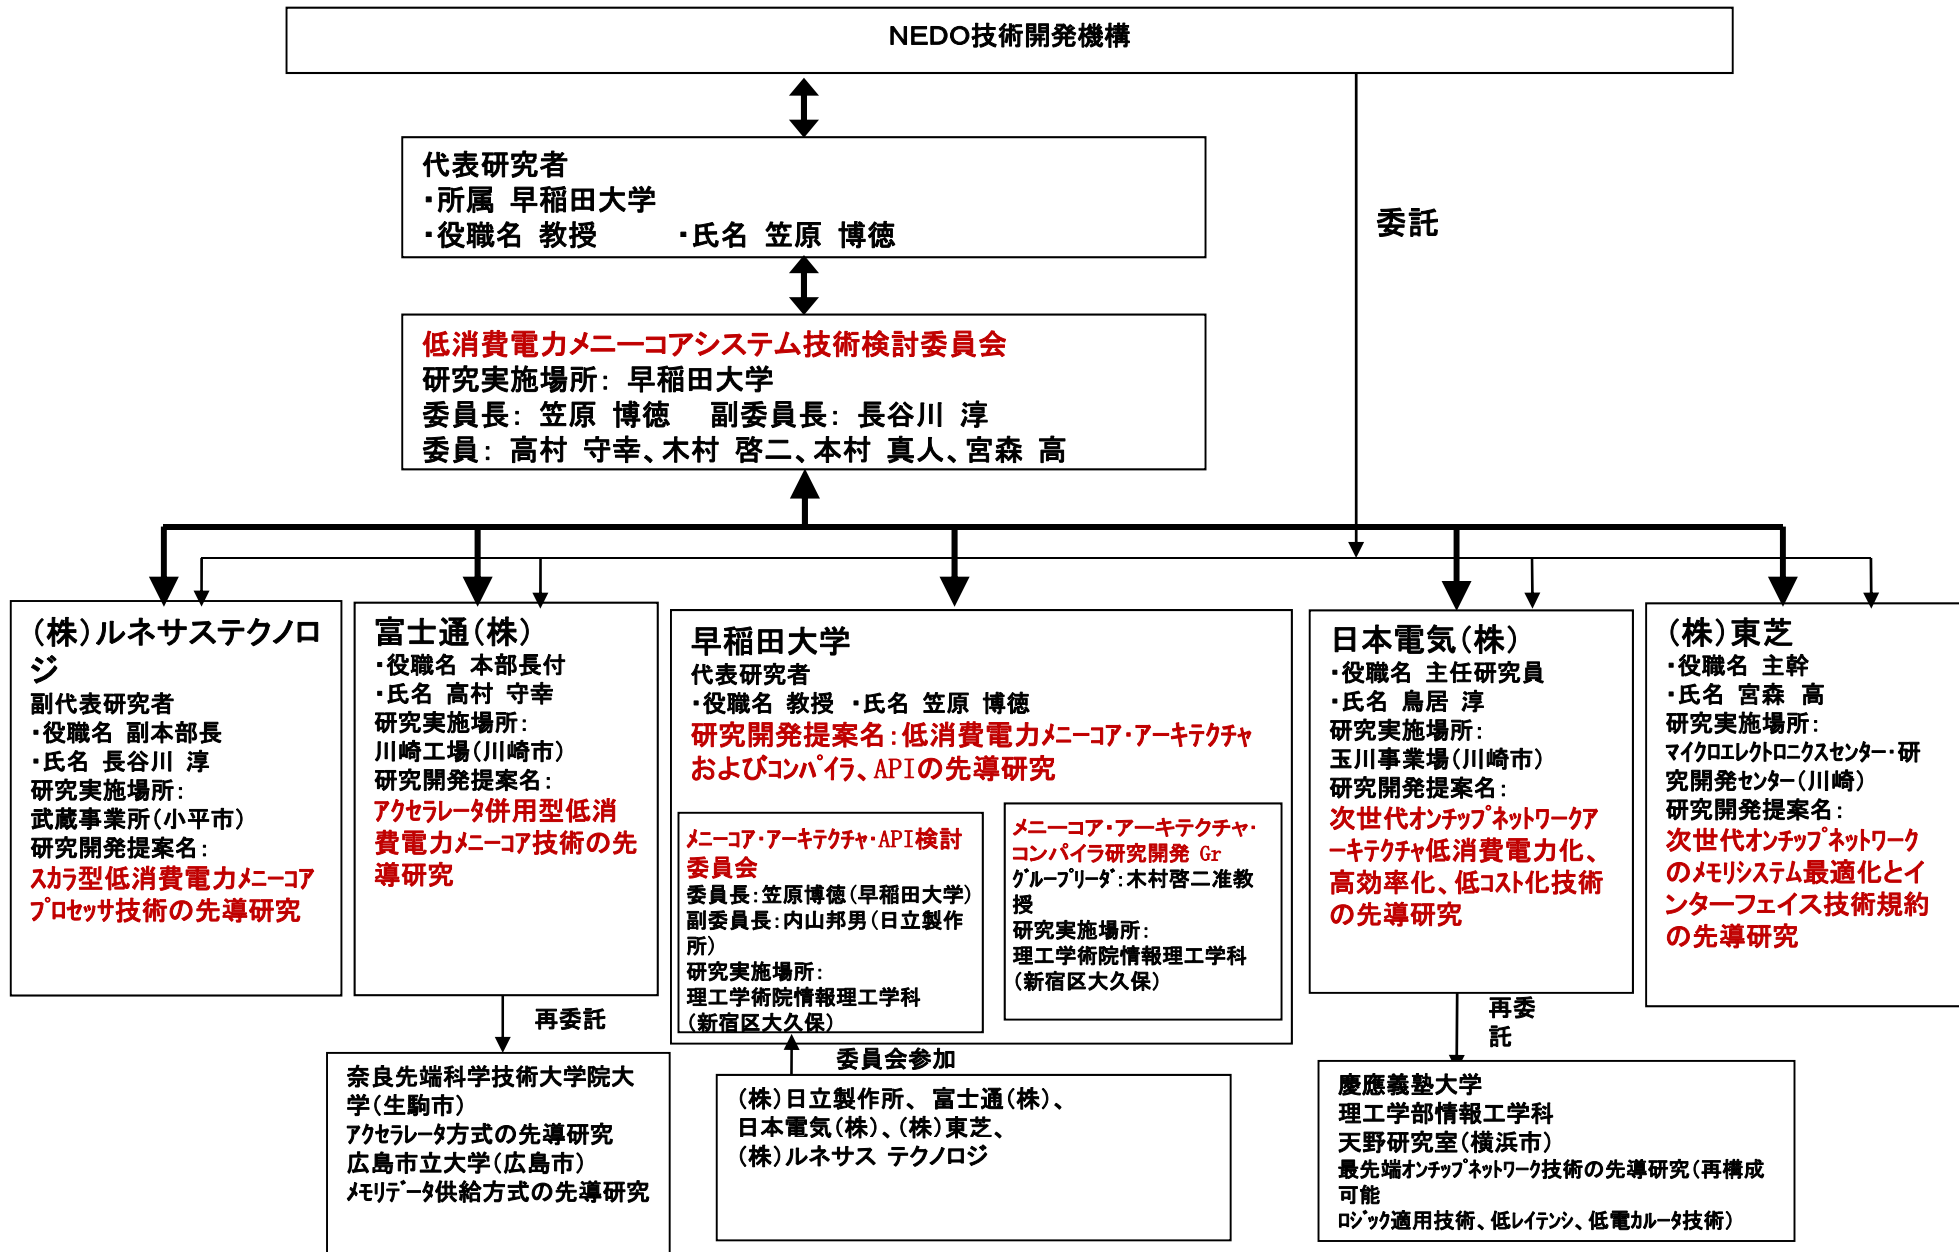 NEDO技術開発機構
代表研究者
・所属 早稲田大学
・役職名 教授 ・氏名 笠原 博徳
委託
低消費電力メニーコアシステム技術検討委員会
研究実施場所： 早稲田大学
委員長： 笠原 博徳 副委員長： 長谷川 淳
委員： 高村 守幸、木村 啓二、本村 真人、宮森 高
（株）ルネサステクノロ
ジ
副代表研究者
・役職名 副本部長
・氏名 長谷川 淳
研究実施場所：
武蔵事業所（小平市）
研究開発提案名：
ｽｶﾗ型低消費電力ﾒﾆｰｺｱ
ﾌﾟﾛｾｯｻ技術の先導研究
富士通（株）
・役職名 本部長付
・氏名 高村 守幸
研究実施場所：
川崎工場（川崎市）
研究開発提案名：
ｱｸｾﾗﾚｰﾀ併用型低消
費電力ﾒﾆｰｺｱ技術の先
導研究
早稲田大学
代表研究者
・役職名 教授 ・氏名 笠原 博徳
研究開発提案名：低消費電力ﾒﾆｰｺｱ・ｱｰｷﾃｸﾁｬ
およびｺﾝﾊﾟｲﾗ、APIの先導研究
ﾒﾆｰｺｱ・ｱｰｷﾃｸﾁｬ・API検討
委員会
委員長：笠原博徳（早稲田大学）
副委員長：内山邦男（日立製作
所）
研究実施場所：
理工学術院情報理工学科
（新宿区大久保）
メニーコア・アーキテクチャ・
コンパイラ研究開発 Gr
ｸﾞﾙｰﾌﾟﾘｰﾀﾞ：木村啓二准教
授
研究実施場所：
理工学術院情報理工学科
（新宿区大久保）
日本電気（株）
・役職名 主任研究員
・氏名 鳥居 淳
研究実施場所：
玉川事業場（川崎市）
研究開発提案名：
次世代ｵﾝﾁｯﾌﾟﾈｯﾄﾜｰｸア
ｰｷﾃｸﾁｬ低消費電力化、
高効率化、低ｺｽﾄ化技術
の先導研究
（株）東芝
・役職名 主幹
・氏名 宮森 高
研究実施場所：
ﾏｲｸﾛｴﾚｸﾄﾛﾆｸｽｾﾝﾀｰ・研
究開発ｾﾝﾀｰ（川崎）
研究開発提案名：
次世代ｵﾝﾁｯﾌﾟﾈｯﾄﾜｰｸ
のﾒﾓﾘｼｽﾃﾑ最適化とイ
ンターフェイス技術規約
の先導研究
再委託
奈良先端科学技術大学院大
学（生駒市）
ｱｸｾﾗﾚｰﾀ方式の先導研究
広島市立大学（広島市）
ﾒﾓﾘﾃﾞｰﾀ供給方式の先導研究
委員会参加
（株）日立製作所、 富士通（株）、
日本電気（株）、（株）東芝、
（株）ルネサス テクノロジ
再委
託
慶應義塾大学
理工学部情報工学科
天野研究室（横浜市）
最先端ｵﾝﾁｯﾌﾟﾈｯﾄﾜｰｸ技術の先導研究（再構成
可能
ﾛｼﾞｯｸ適用技術、低ﾚｲﾃﾝｼ、低電力ﾙｰﾀ技術）